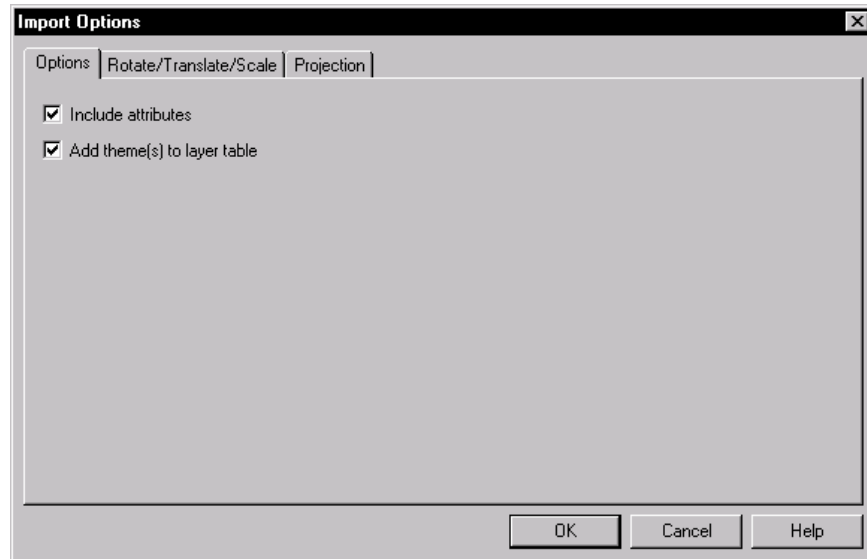 Import Options
Options Rotate/Translate/Scale Projection
Include attributes
Add theme(s) to layer table
OK Cancel Help